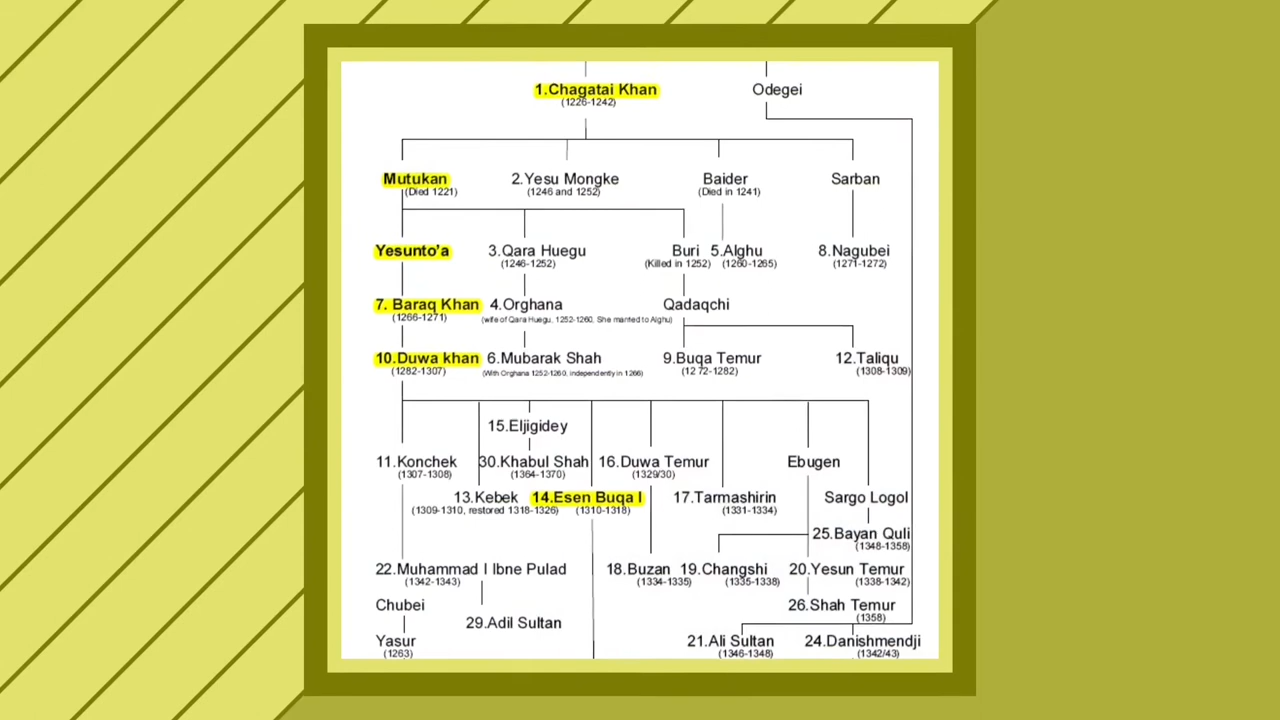 1.Chagatai Khan Odegei
(1226-1242)
Mutukan 2.Yesu Mongke Baider Sarban
(Died 1221) (1246 and 1252) (Died in 1241)
Yesunto'a 3.Qara Huegu Buri 5.Alghu 8.Nagubei
(1246-1252) (Killed in 1252) (1260-1265) (1271-1272)
7. Baraq Khan 4.Orghana Qadaqchi
(1266-1271) (wife of Qara Huegu, 1252-1260, She married to Alghu)
10.Duwa khan 6.Mubarak Shah 9.Buqa Temur 12.Taliqu
(1282-1307) (With Orghana 1252-1260, independently in 1266) (12 72-1282) (1308-1309)
15.Eljigidey
11.Konchek 30.Khabul Shah 16.Duwa Temur Ebugen
(1307-1308) (1364-1370) (1329/30)
13.Kebek 14.Esen Buqa I 17.Tarmashirin Sargo Logol
(1309-1310, restored 1318-1326) (1310-1318) (1331-1334)
25.Bayan Quli
(1348-1358)
22.Muhammad I Ibne Pulad 18.Buzan 19.Changshi 20.Yesun Temur
(1342-1343) (1334-1335) (1335-1338) (1338-1342)
Chubei 26.Shah Temur
(1358)
29.Adil Sultan
Yasur 21.Ali Sultan 24.Danishmendji
(1263) (1346-1348) (1342/43)